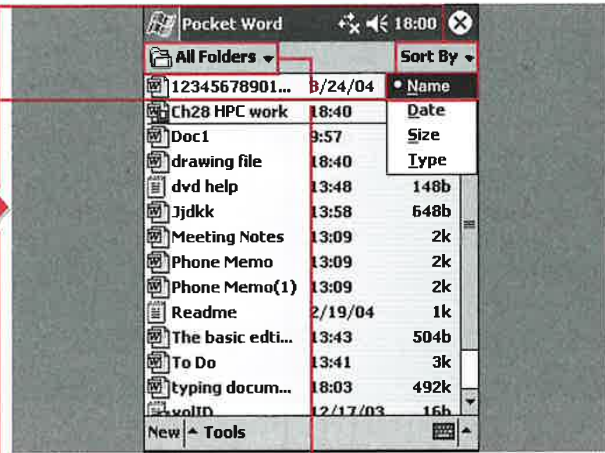 Pocket Word 18:00
All Folders Sort By
12345678901... 8/24/04 Name
Ch28 HPC work 18:40 Date
Doc1 9:57 Size
drawing file 18:40 Type
dvd help 13:48 148b
Jjdkk 13:58 648b
Meeting Notes 13:09 2k
Phone Memo 13:09 2k
Phone Memo(1) 13:09 2k
Readme 2/19/04 1k
The basic edti... 13:43 504b
To Do 13:41 3k
typing docum... 18:03 492k
volID 12/17/03 16b
New Tools